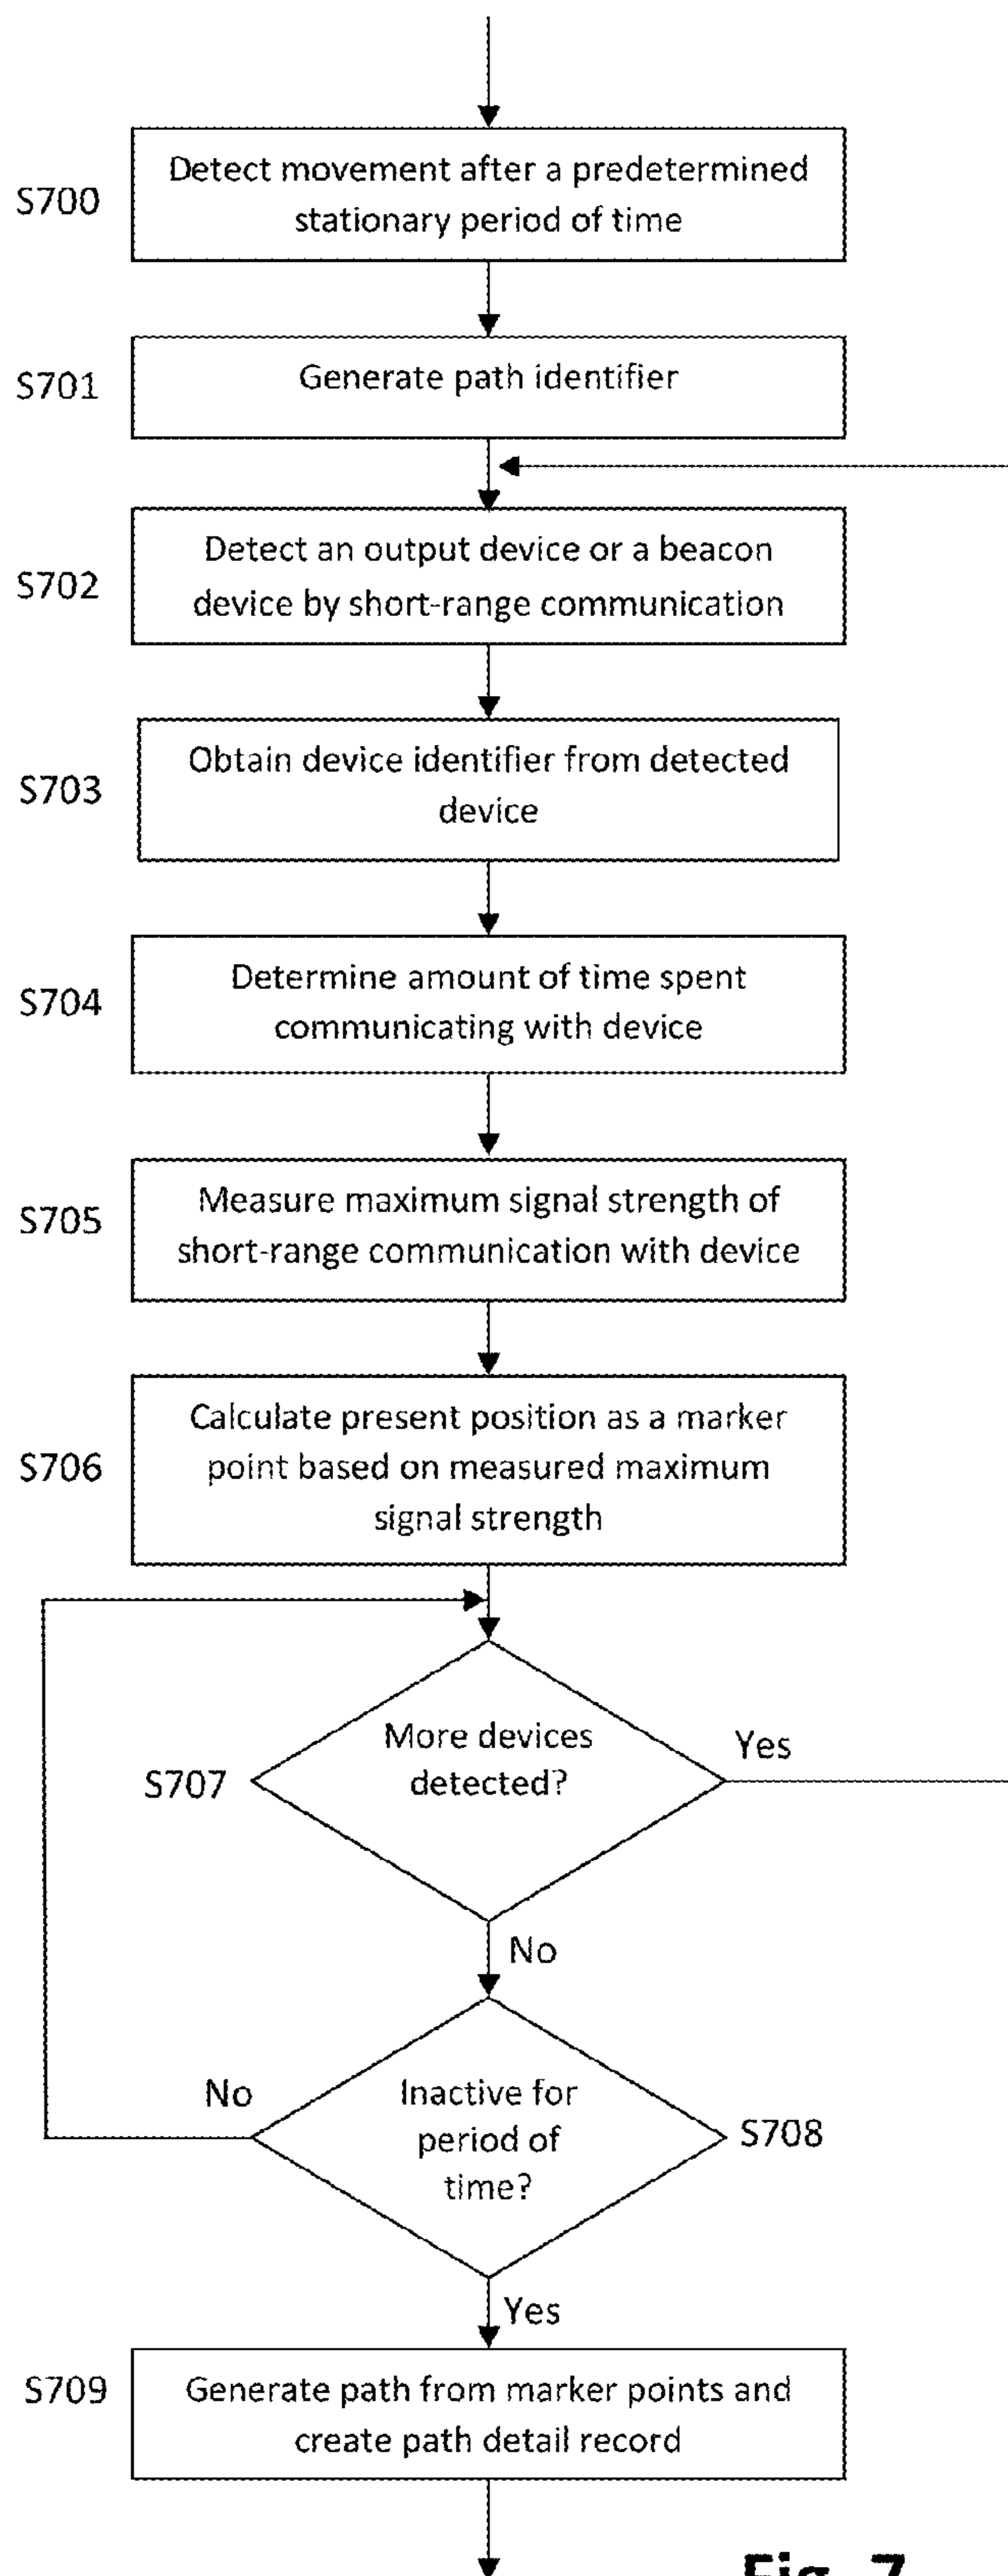 S700
Detect movement after a predetermined
stationary period of time
S701
Generate path identifier
S702
Detect an output device or a beacon
device by short-range communication
S703
Obtain device identifier from detected
device
S704
Determine amount of time spent
communicating with device
S705
Measure maximum signal strength of
short-range communication with device
S706
Calculate present position as a marker
point based on measured maximum
signal strength
S707
More devices
detected?
Yes
No
No
Inactive for
period of
time?
S708
Yes
S709
Generate path from marker points and
create path detail record
Fig. 7